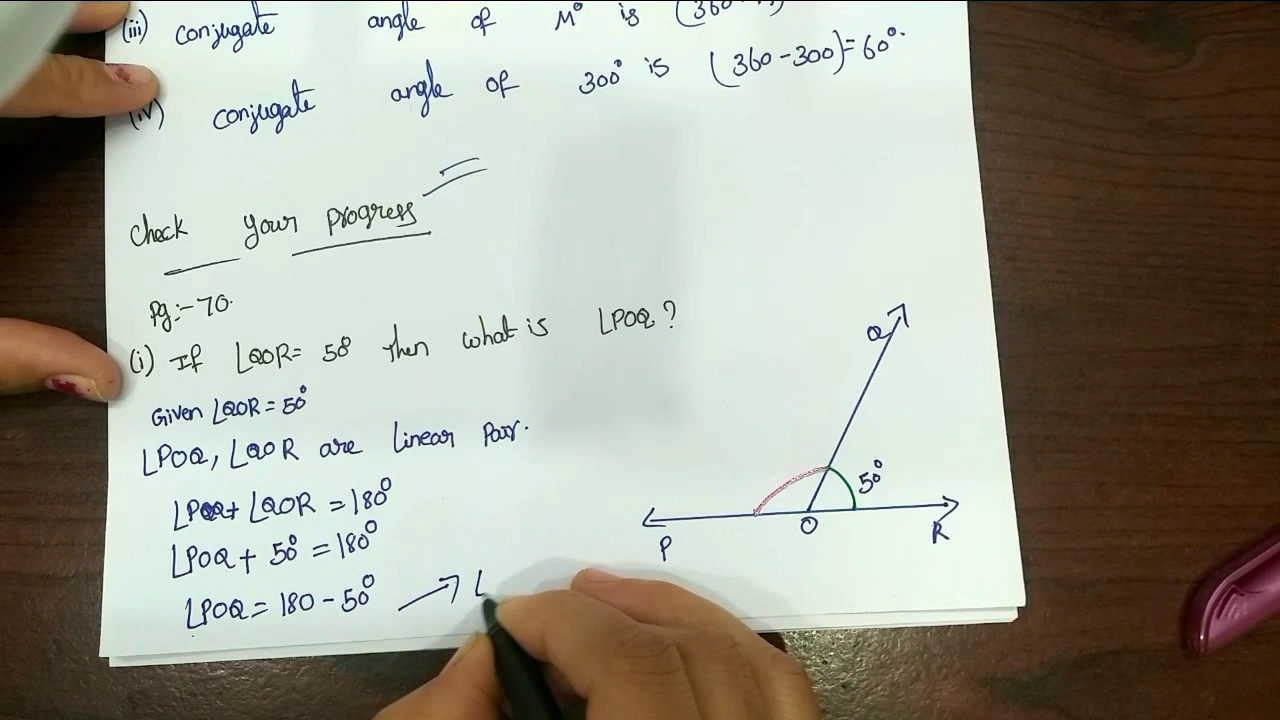 (iii) conjugate angle of M° is (360-
(iv) conjugate angle of 300° is (360-300)=60°.
Check your progress
Pg:-70.
(i) If ∠QOR= 50° then what is ∠POQ?
Given ∠QOR=50°
∠POQ, ∠QOR are Linear Pair.
∠POQ+ ∠QOR =180°
∠POQ + 50° =180°
∠POQ= 180-50° → ∠
Q
50°
P
O
R